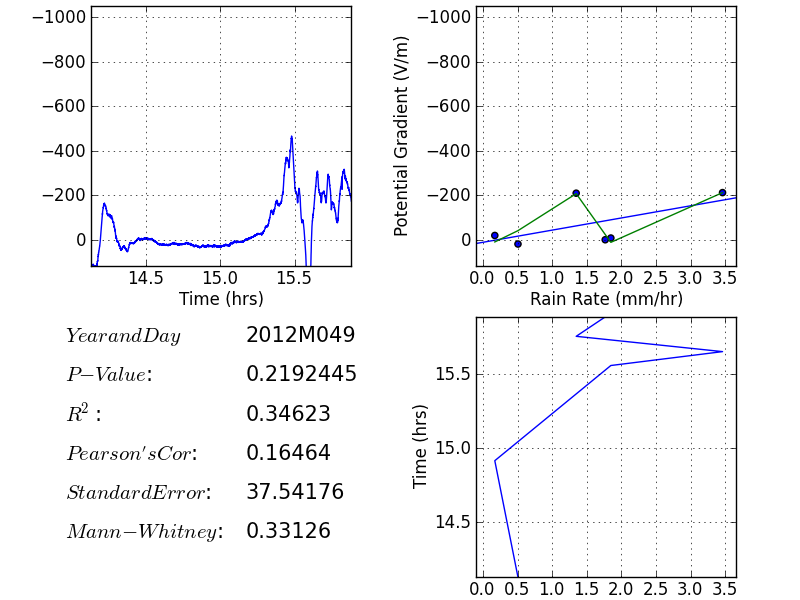 −1000
−800
−600
−400
−200
0
14.5 15.0 15.5
Time (hrs)
Potential Gradient (V/m)
−1000
−800
−600
−400
−200
0
0.0 0.5 1.0 1.5 2.0 2.5 3.0 3.5
Rain Rate (mm/hr)
YearandDay 2012M049
P−Value: 0.2192445
R²: 0.34623
Pearson'sCor: 0.16464
StandardError: 37.54176
Mann−Whitney: 0.33126
Time (hrs)
15.5
15.0
14.5
0.0 0.5 1.0 1.5 2.0 2.5 3.0 3.5